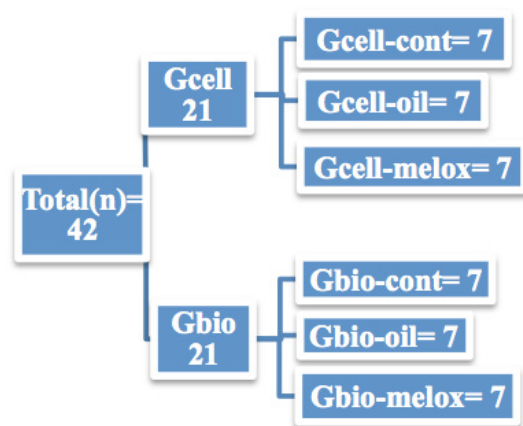 Gcell-cont= 7
Gcell
21
Gcell-oil= 7
Gcell-melox= 7
Total(n)=
42
Gbio-cont= 7
Gbio
21
Gbio-oil= 7
Gbio-melox= 7